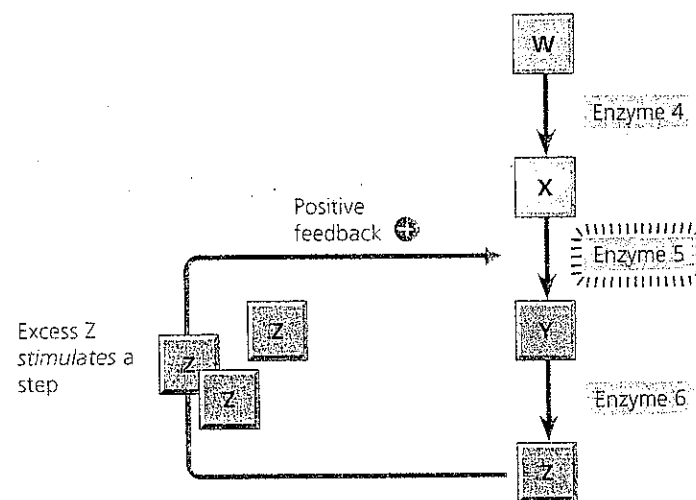 W
Enzyme 4
X
Positive
feedback +
Enzyme 5
Excess Z
stimulates a
step
Z
Z
Z
Y
Enzyme 6
Z